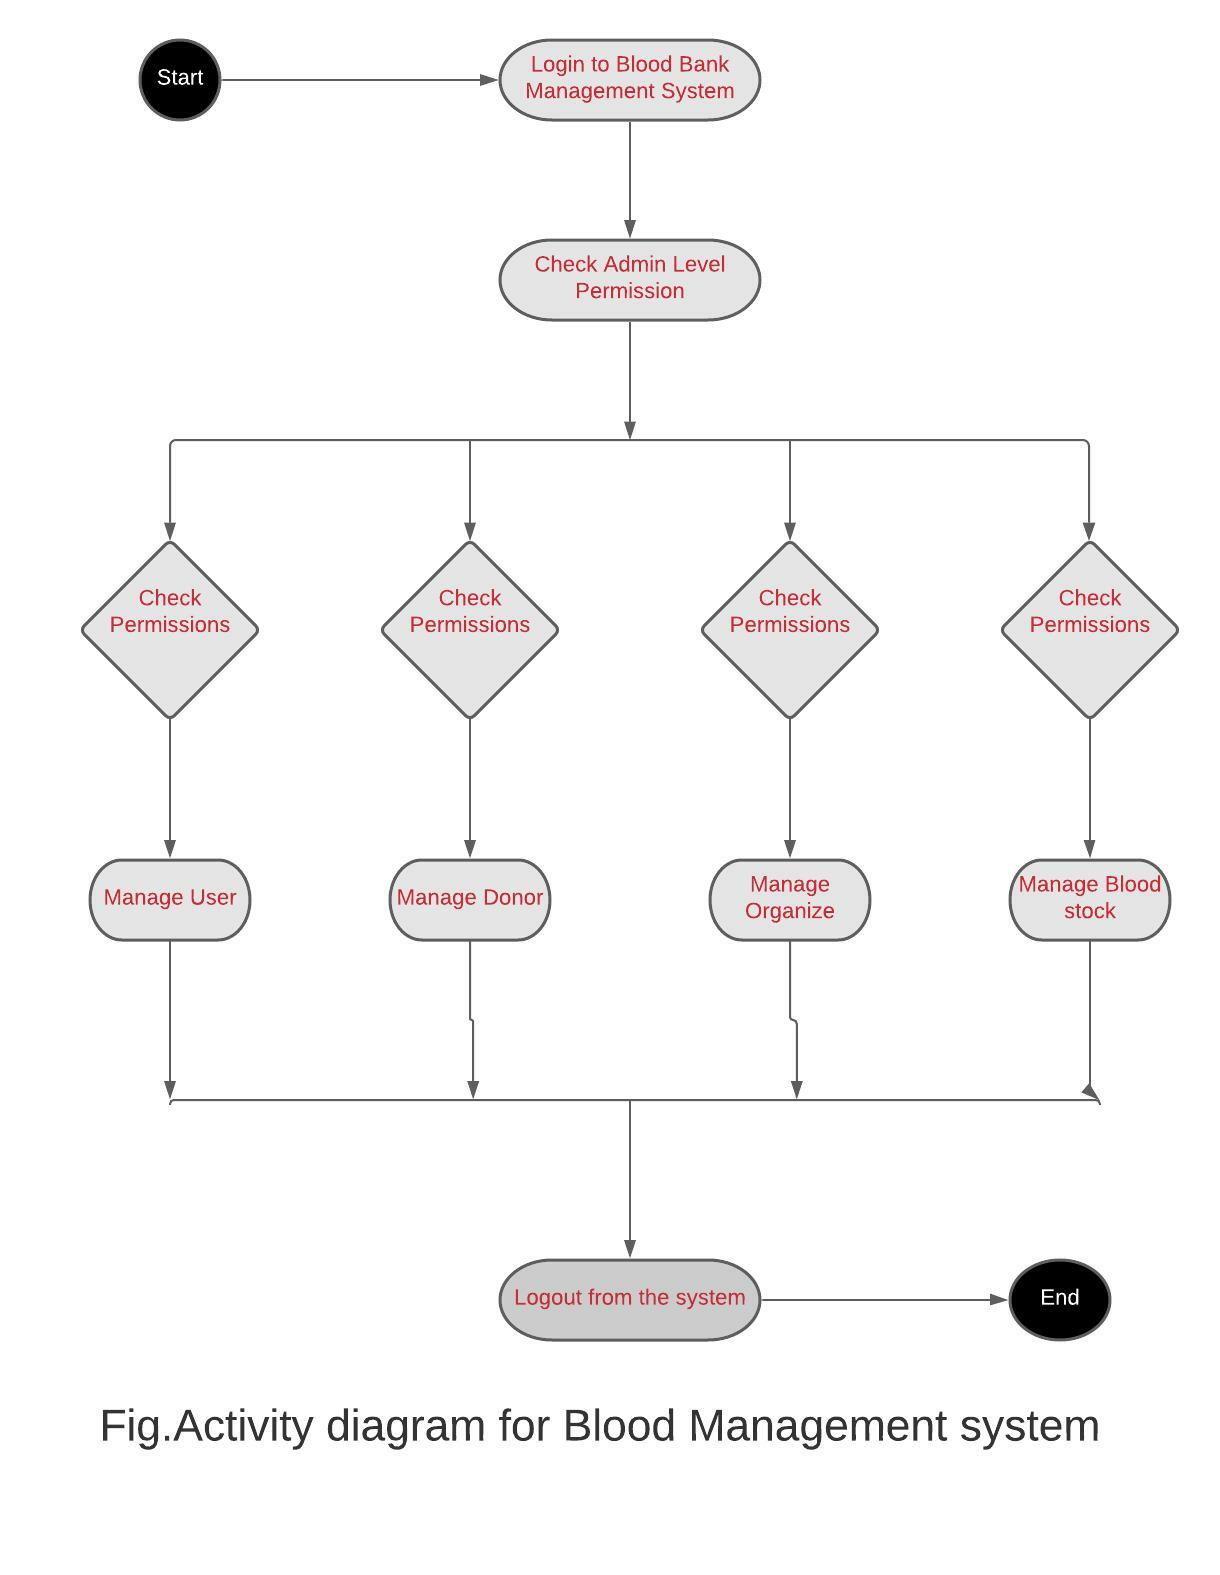 Start
Login to Blood Bank
Management System
Check Admin Level
Permission
Check
Permissions
Check
Permissions
Check
Permissions
Check
Permissions
Manage User
Manage Donor
Manage
Organize
Manage Blood
stock
Logout from the system
End
Fig.Activity diagram for Blood Management system